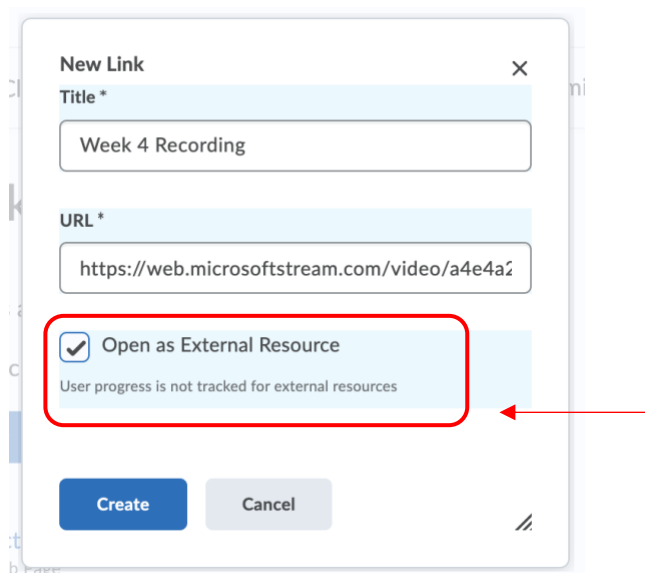 New Link
Title *
Week 4 Recording
URL *
https://web.microsoftstream.com/video/a4e4a2
Open as External Resource
User progress is not tracked for external resources
Create
Cancel